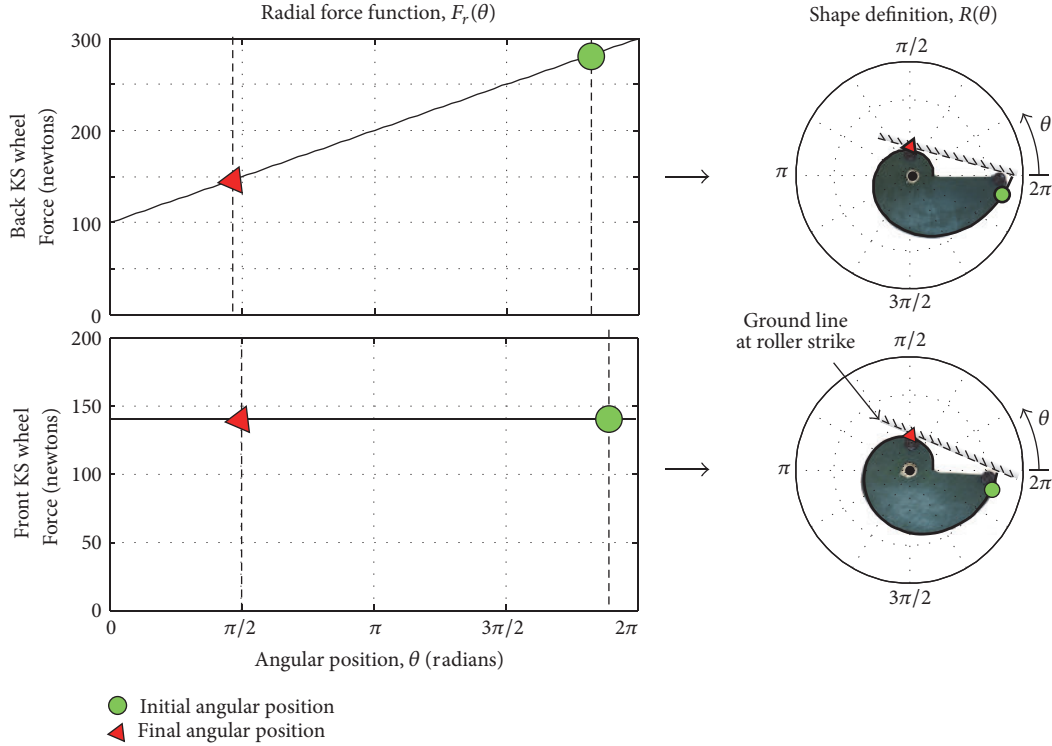 Radial force function, F_r(θ)
Back KS wheel
Force (newtons)
300
200
100
0
Front KS wheel
Force (newtons)
200
150
100
50
0
0
π/2
π
3π/2
2π
Angular position, θ (radians)
Initial angular position
Final angular position
Shape definition, R(θ)
π/2
θ
π
2π
3π/2
Ground line
at roller strike
π/2
θ
π
2π
3π/2